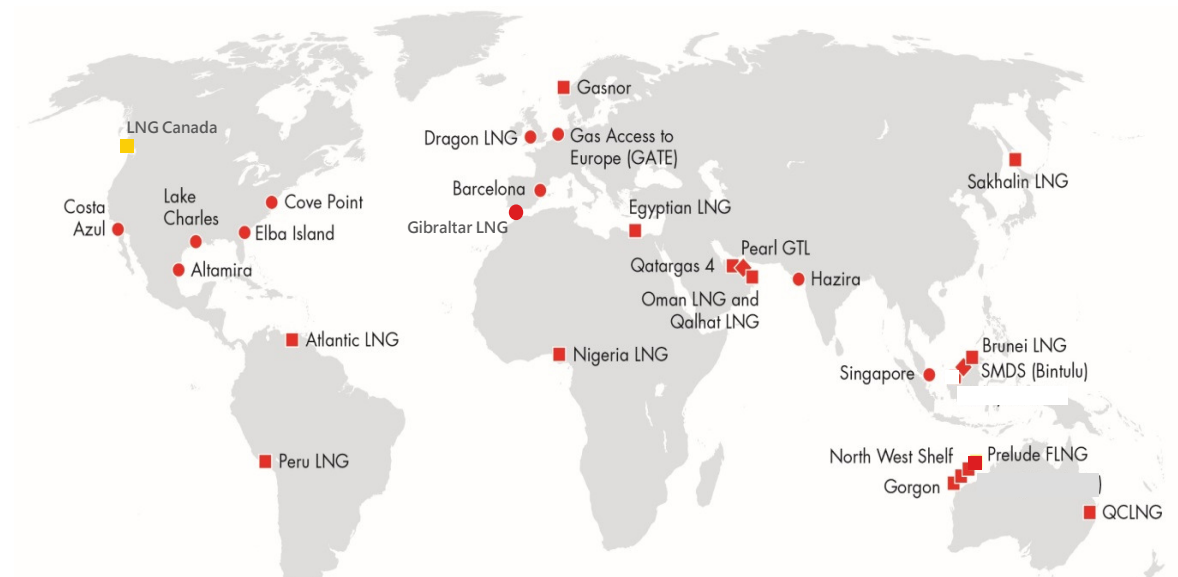 Gasnor
LNG Canada
Dragon LNG
Gas Access to
Europe (GATE)
Sakhalin LNG
Barcelona
Lake
Charles
Cove Point
Costa
Azul
Egyptian LNG
Gibraltar LNG
Elba Island
Pearl GTL
Qatargas 4
Altamira
Hazira
Oman LNG and
Qalhat LNG
Atlantic LNG
Brunei LNG
Nigeria LNG
Singapore
SMDS (Bintulu)
North West Shelf
Prelude FLNG
Peru LNG
Gorgon
)
QCLNG